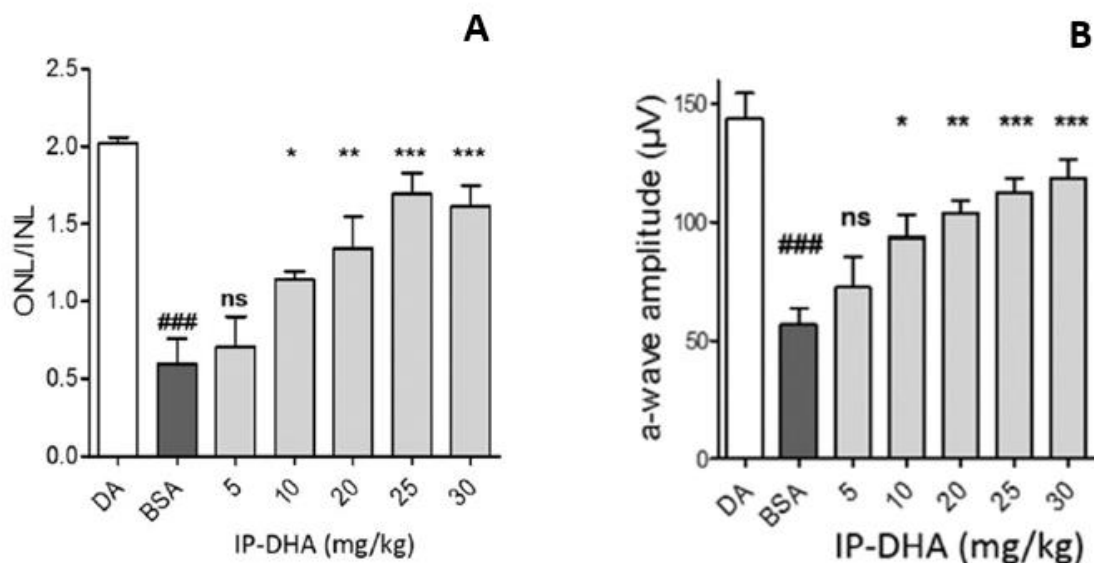 A
ONL/INL
2.5
2.0
1.5
1.0
0.5
0.0
###
ns
*
**
***
***
DA
BSA
5
10
20
25
30
IP-DHA (mg/kg)
B
a-wave amplitude (µV)
150
100
50
0
###
ns
*
**
***
***
DA
BSA
5
10
20
25
30
IP-DHA (mg/kg)